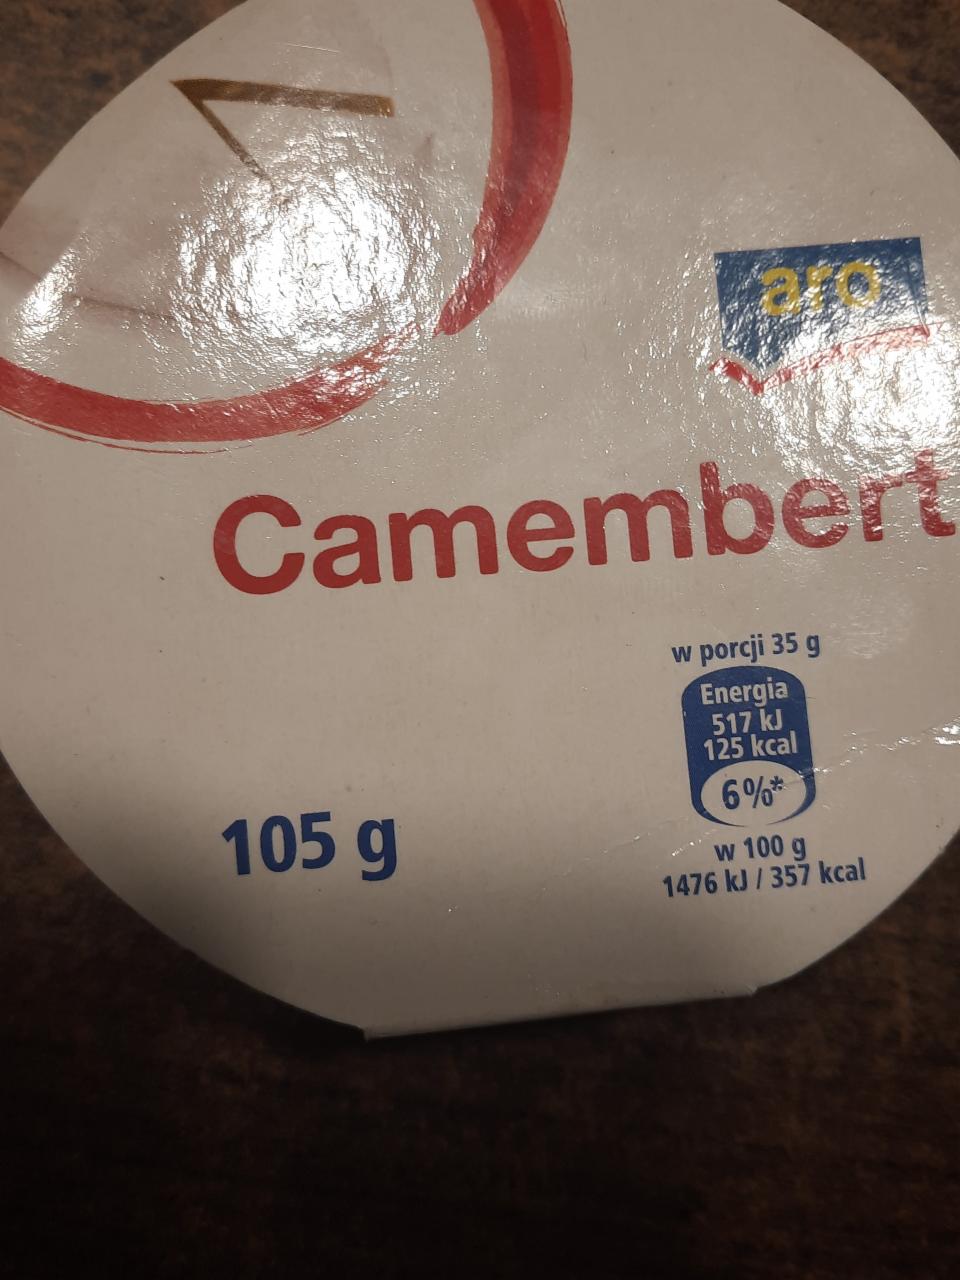 aro
Camembert
w porcji 35 g
Energia
517 kJ
125 kcal
6%*
105 g
w 100 g
1476 kJ / 357 kcal